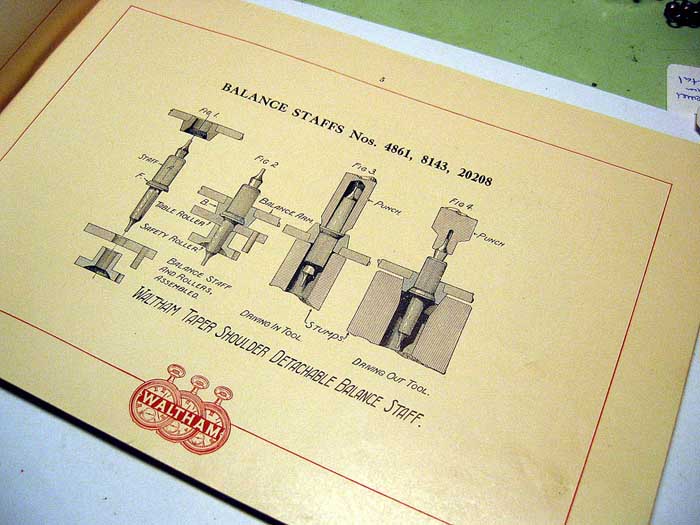 5
BALANCE STAFFS Nos. 4861, 8143, 20208
FIG 1.
STAFF
F.
TABLE ROLLER
SAFETY ROLLER
FIG 2
B
BALANCE ARM
BALANCE STAFF
AND ROLLERS,
ASSEMBLED.
FIG 3.
PUNCH
DRIVING IN TOOL
STUMPS
FIG 4.
PUNCH
DRIVING OUT TOOL.
WALTHAM TAPER SHOULDER DETACHABLE BALANCE STAFF.
WALTHAM